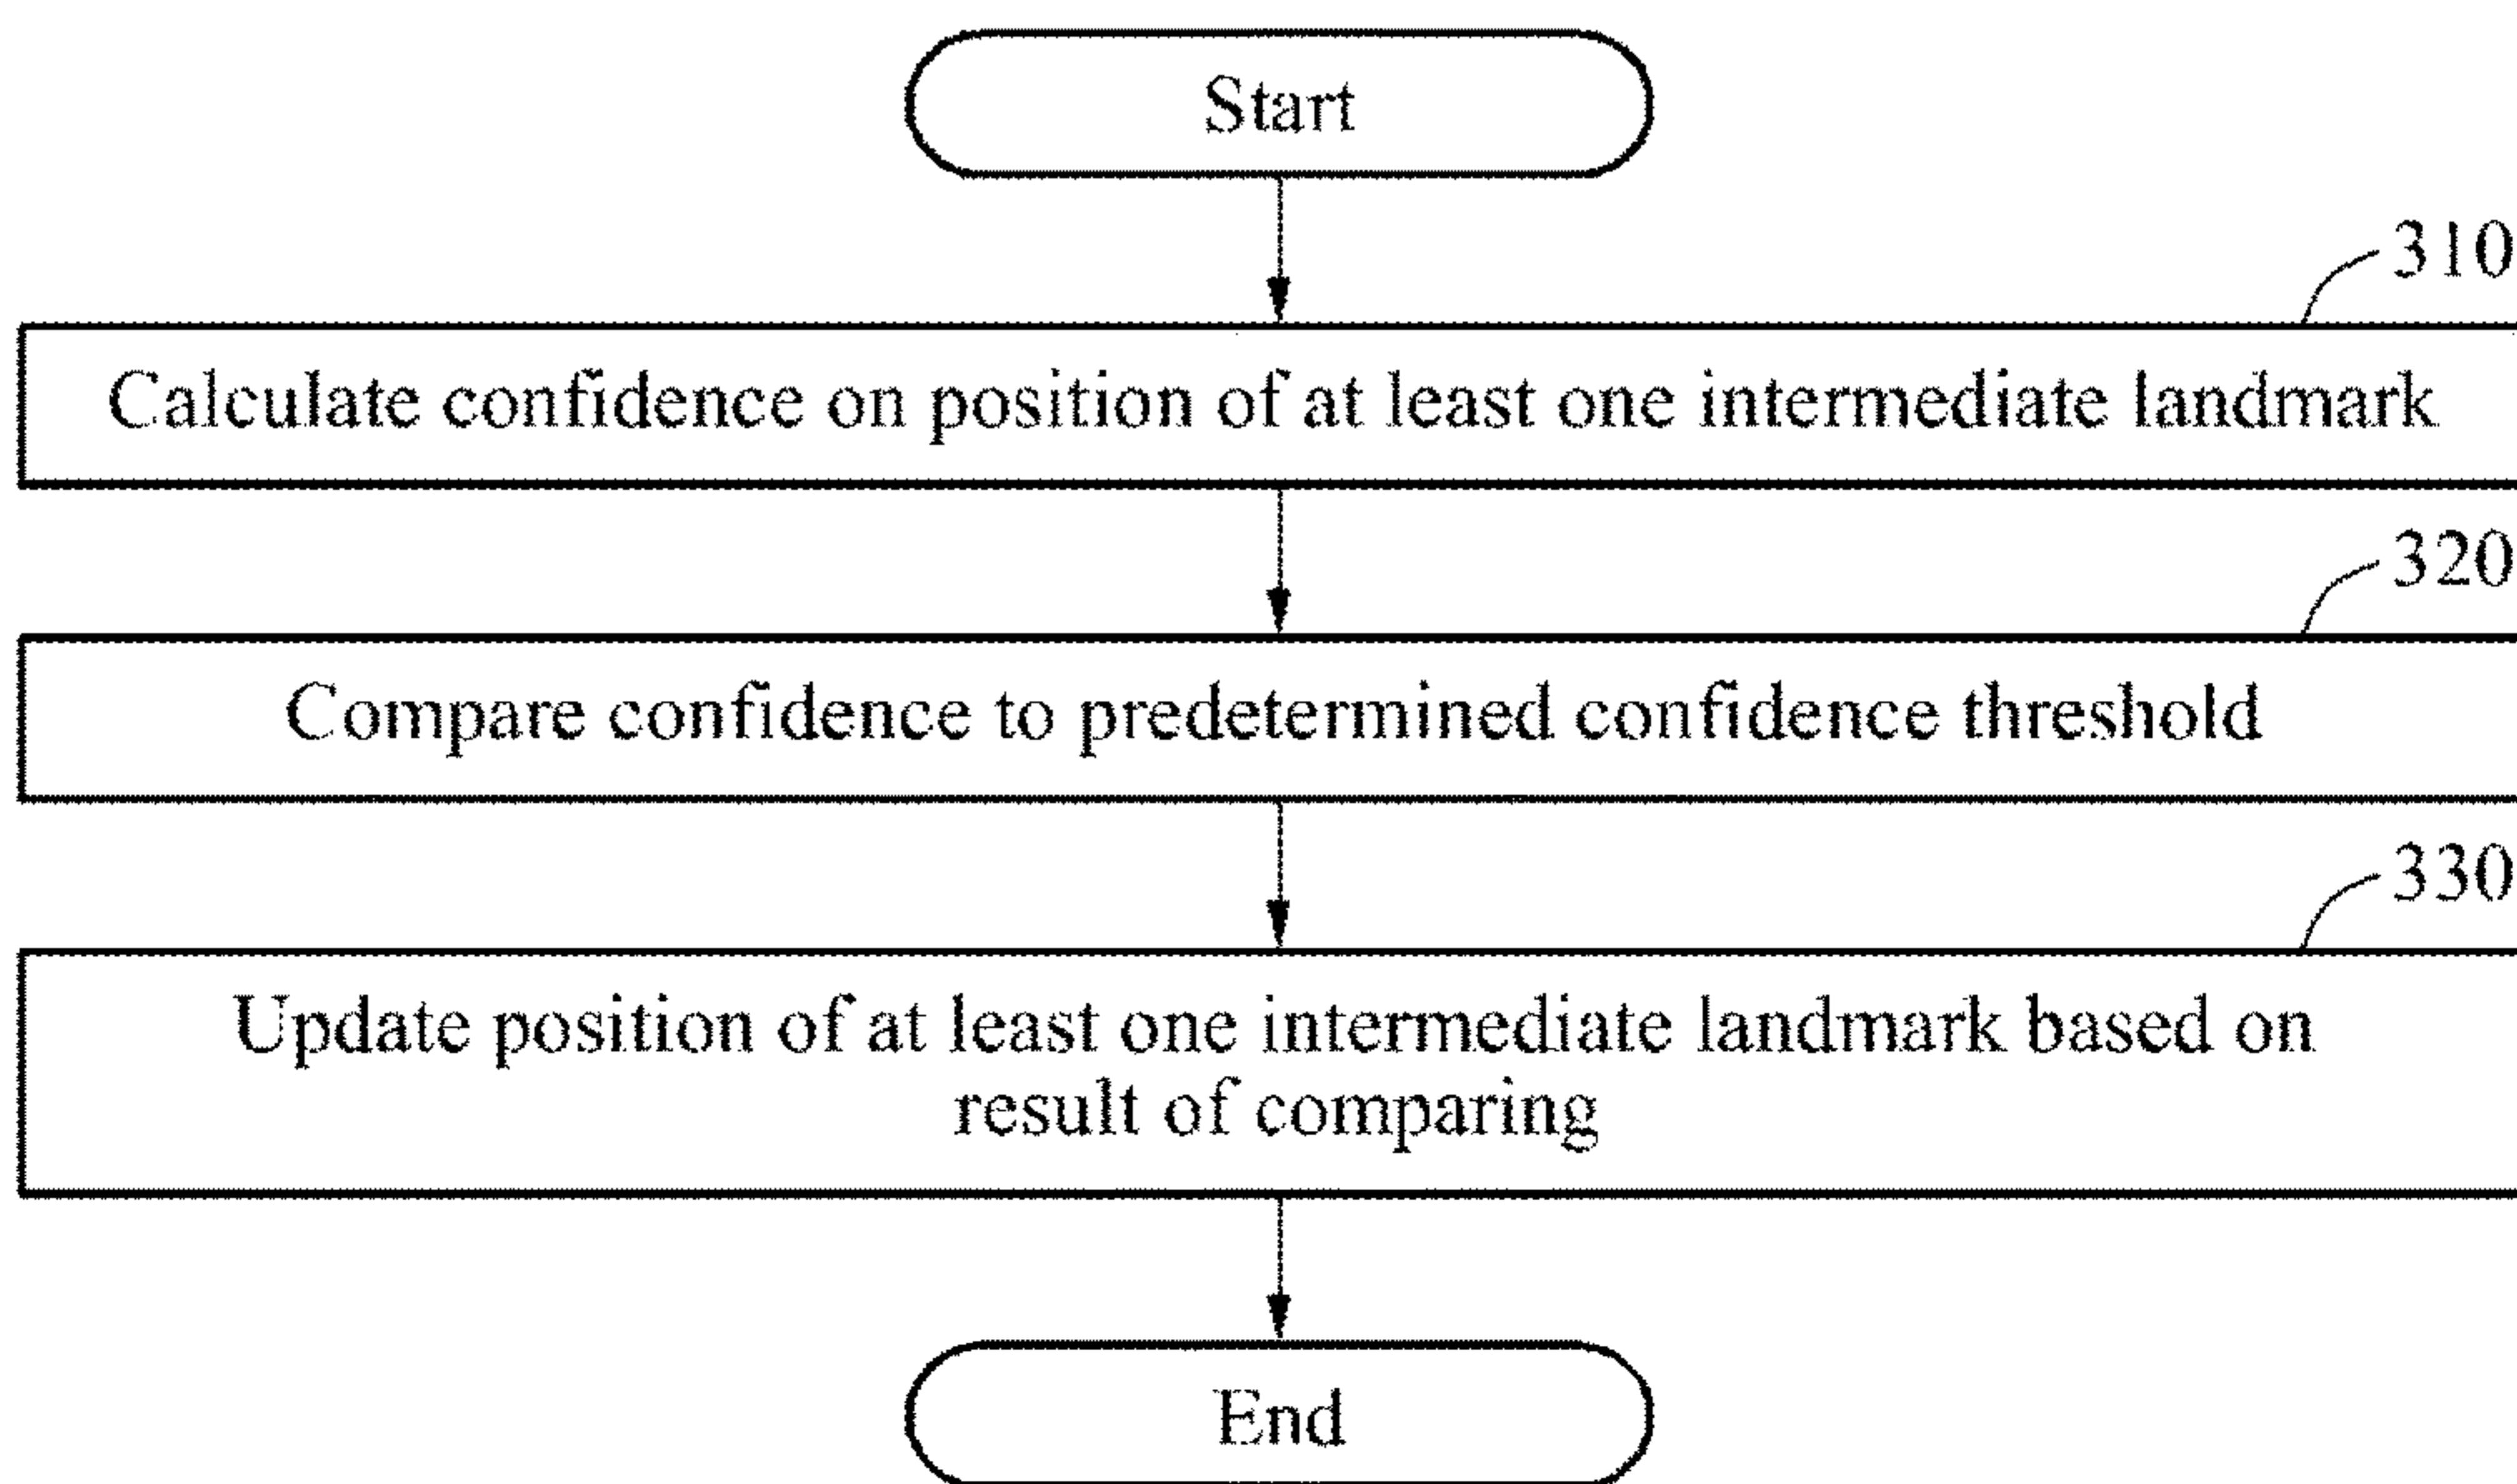 Start
310
Calculate confidence on position of at least one intermediate landmark
320
Compare confidence to predetermined confidence threshold
330
Update position of at least one intermediate landmark based on
result of comparing
End